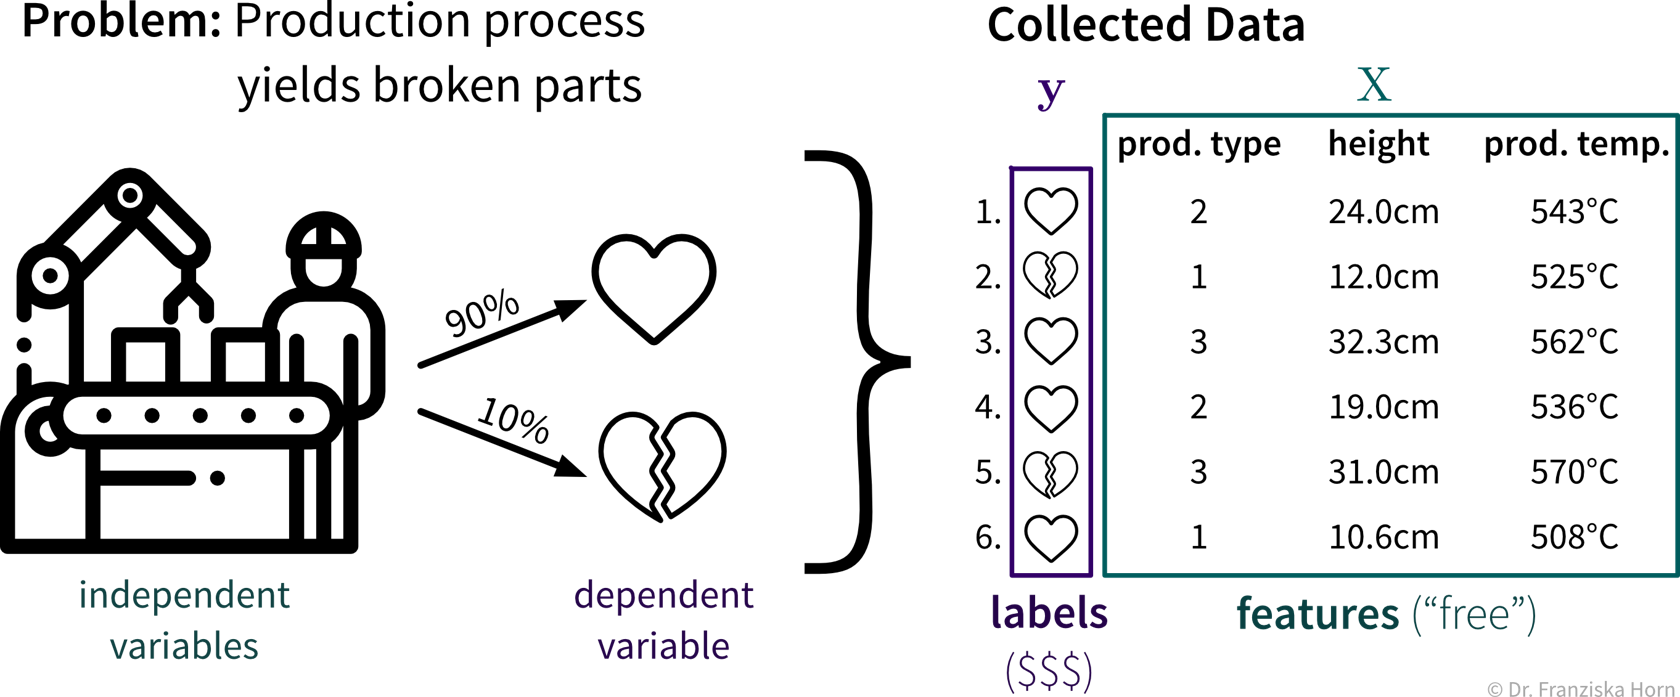 Problem: Production process
yields broken parts
90%
10%
independent
variables
dependent
variable
Collected Data
y X
prod. type height prod. temp.
1. 2 24.0cm 543°C
2. 1 12.0cm 525°C
3. 3 32.3cm 562°C
4. 2 19.0cm 536°C
5. 3 31.0cm 570°C
6. 1 10.6cm 508°C
labels features (“free”)
($$$)
© Dr. Franziska Horn